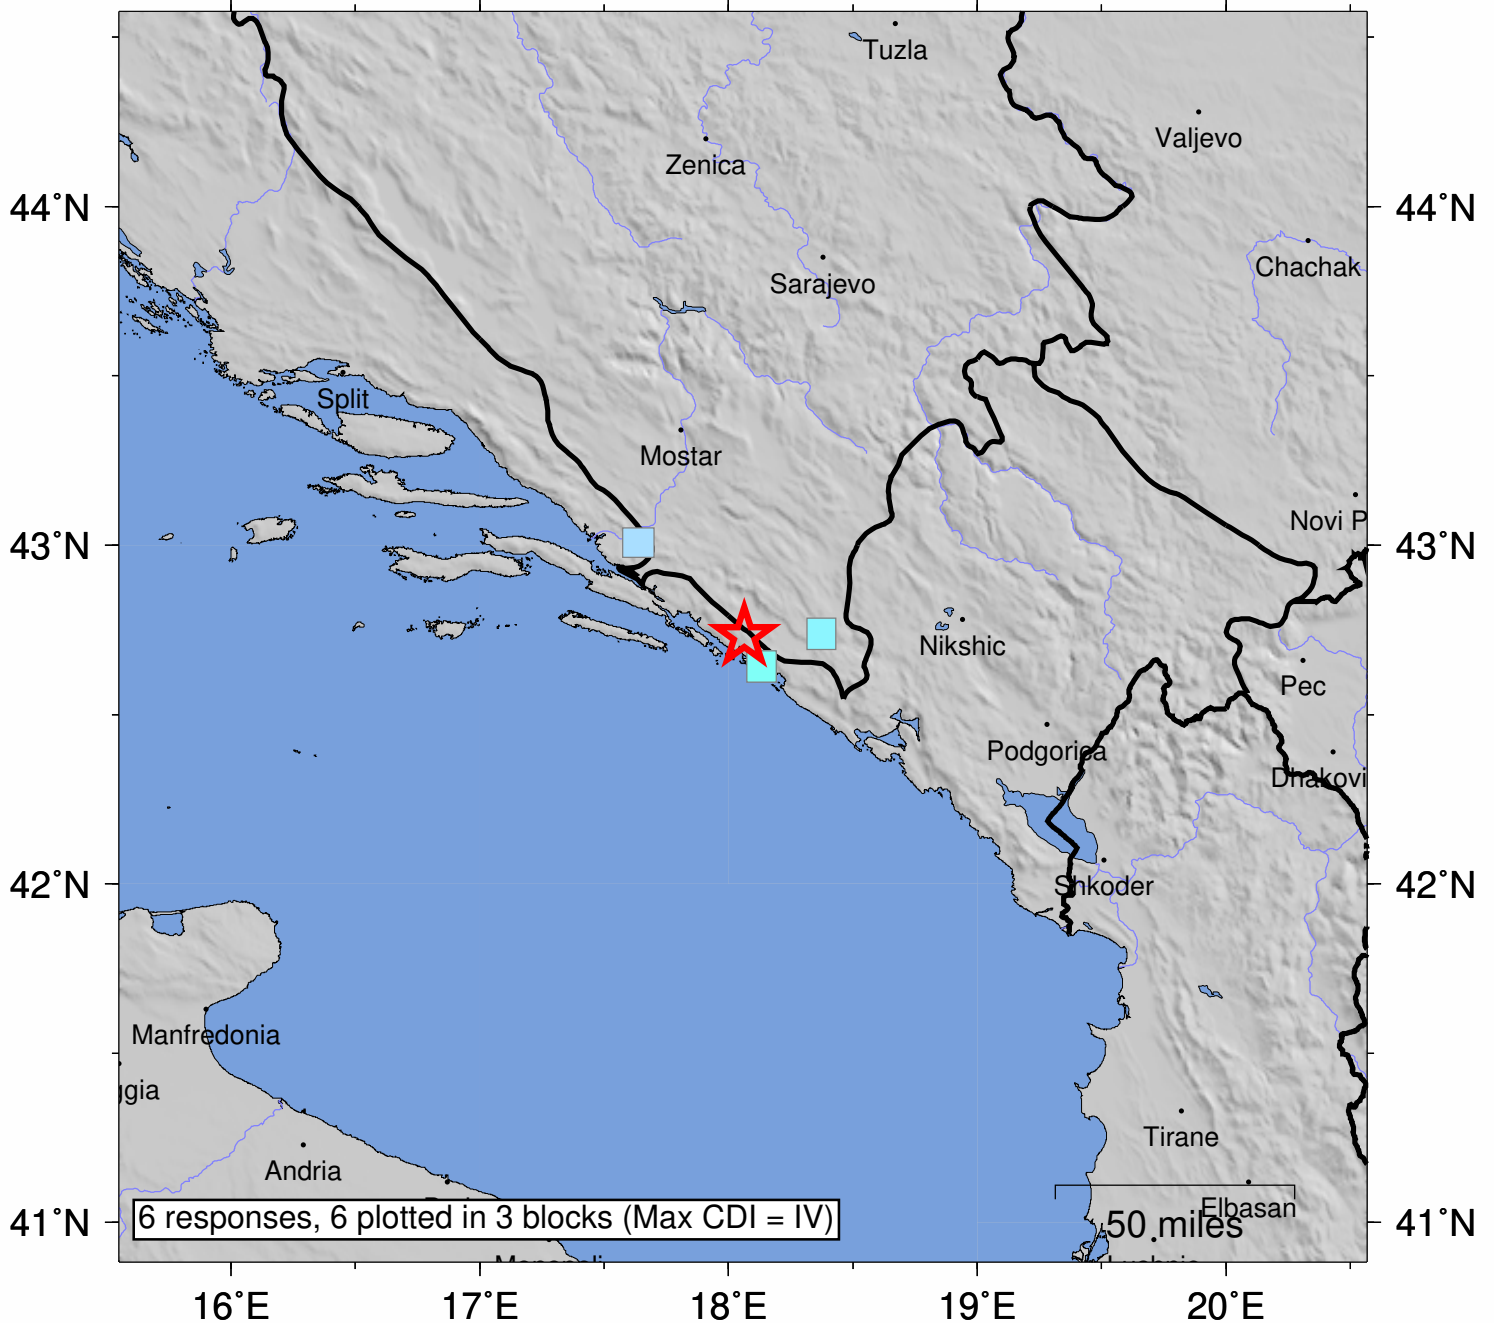 Tuzla
Valjevo
Zenica
44˚N
44˚N
Chachak
Sarajevo
Split
Mostar
Novi P
43˚N
43˚N
Nikshic
Pec
Podgorica
Dhakovi
42˚N
42˚N
Shkoder
Manfredonia
ggia
Tirane
Andria
Elbasan
6 responses, 6 plotted in 3 blocks (Max CDI = IV)
50 miles
41˚N
41˚N
16˚E
17˚E
18˚E
19˚E
20˚E